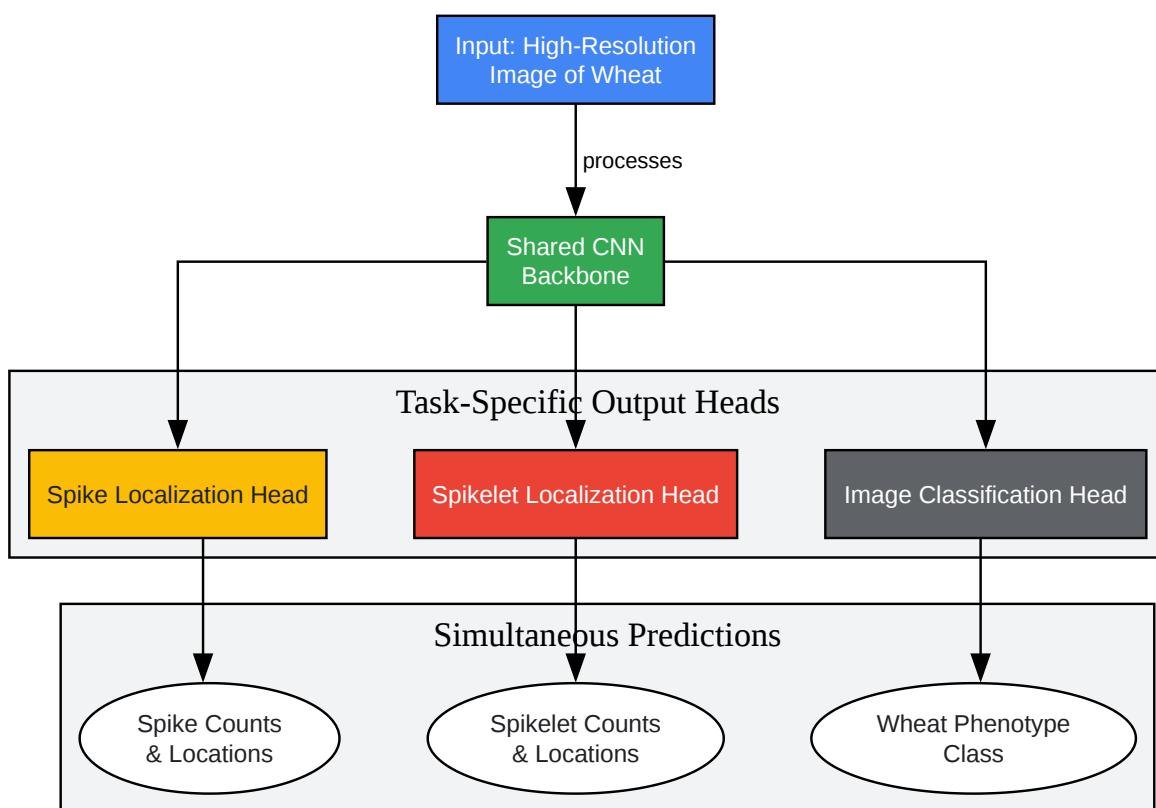 Input: High-Resolution
Image of Wheat
processes
Shared CNN
Backbone
Task-Specific Output Heads
Spike Localization Head
Spikelet Localization Head
Image Classification Head
Simultaneous Predictions
Spike Counts
& Locations
Spikelet Counts
& Locations
Wheat Phenotype
Class